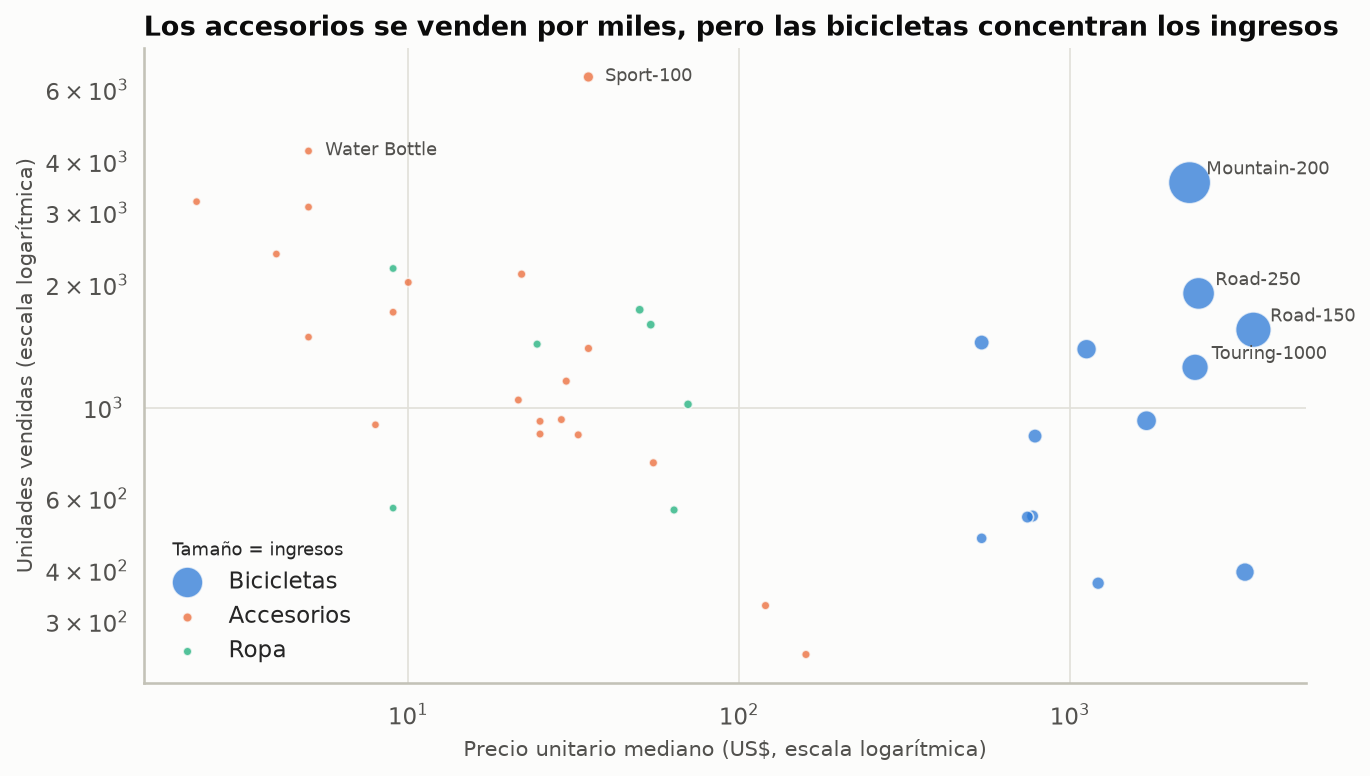 Los accesorios se venden por miles, pero las bicicletas concentran los ingresos
Unidades vendidas (escala logarítmica)
6 × 10³
4 × 10³
3 × 10³
2 × 10³
10³
6 × 10²
4 × 10²
3 × 10²
Sport-100
Water Bottle
Mountain-200
Road-250
Road-150
Touring-1000
Tamaño = ingresos
Bicicletas
Accesorios
Ropa
10¹
10²
10³
Precio unitario mediano (US$, escala logarítmica)